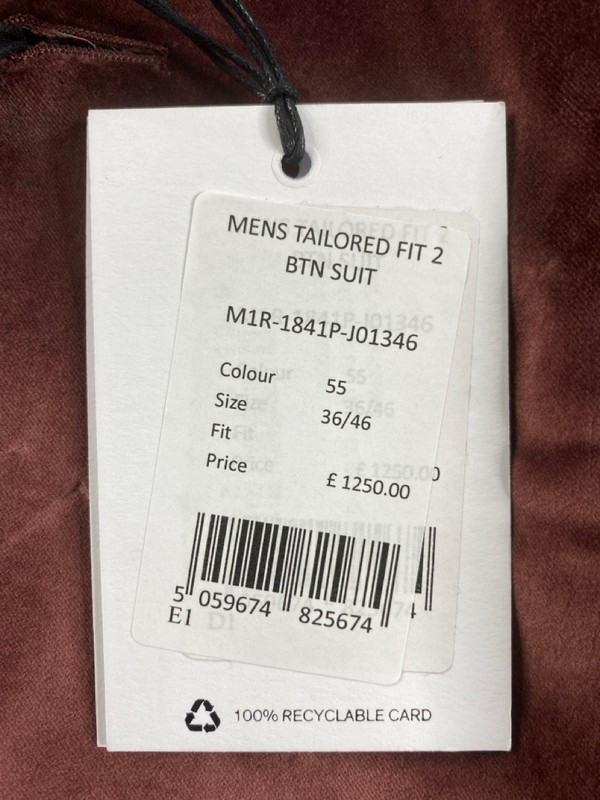 MENS TAILORED FIT 2
BTN SUIT
M1R-1841P-J01346
Colour 55
Size 36/46
Fit
Price £ 1250.00
5 059674 825674
E1
D1
100% RECYCLABLE CARD